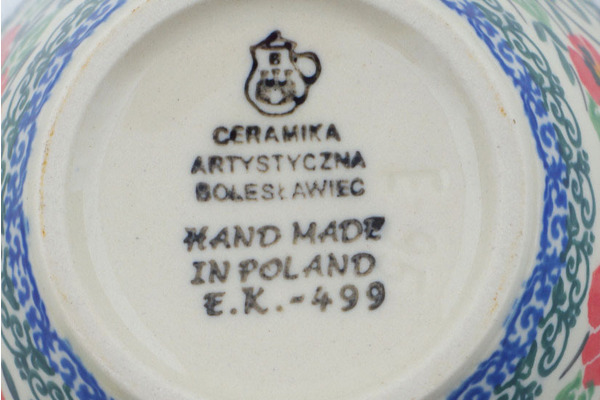 B
CERAMIKA
ARTYSTYCZNA
BOLESŁAWIEC
HAND MADE
IN POLAND
E.K.-499